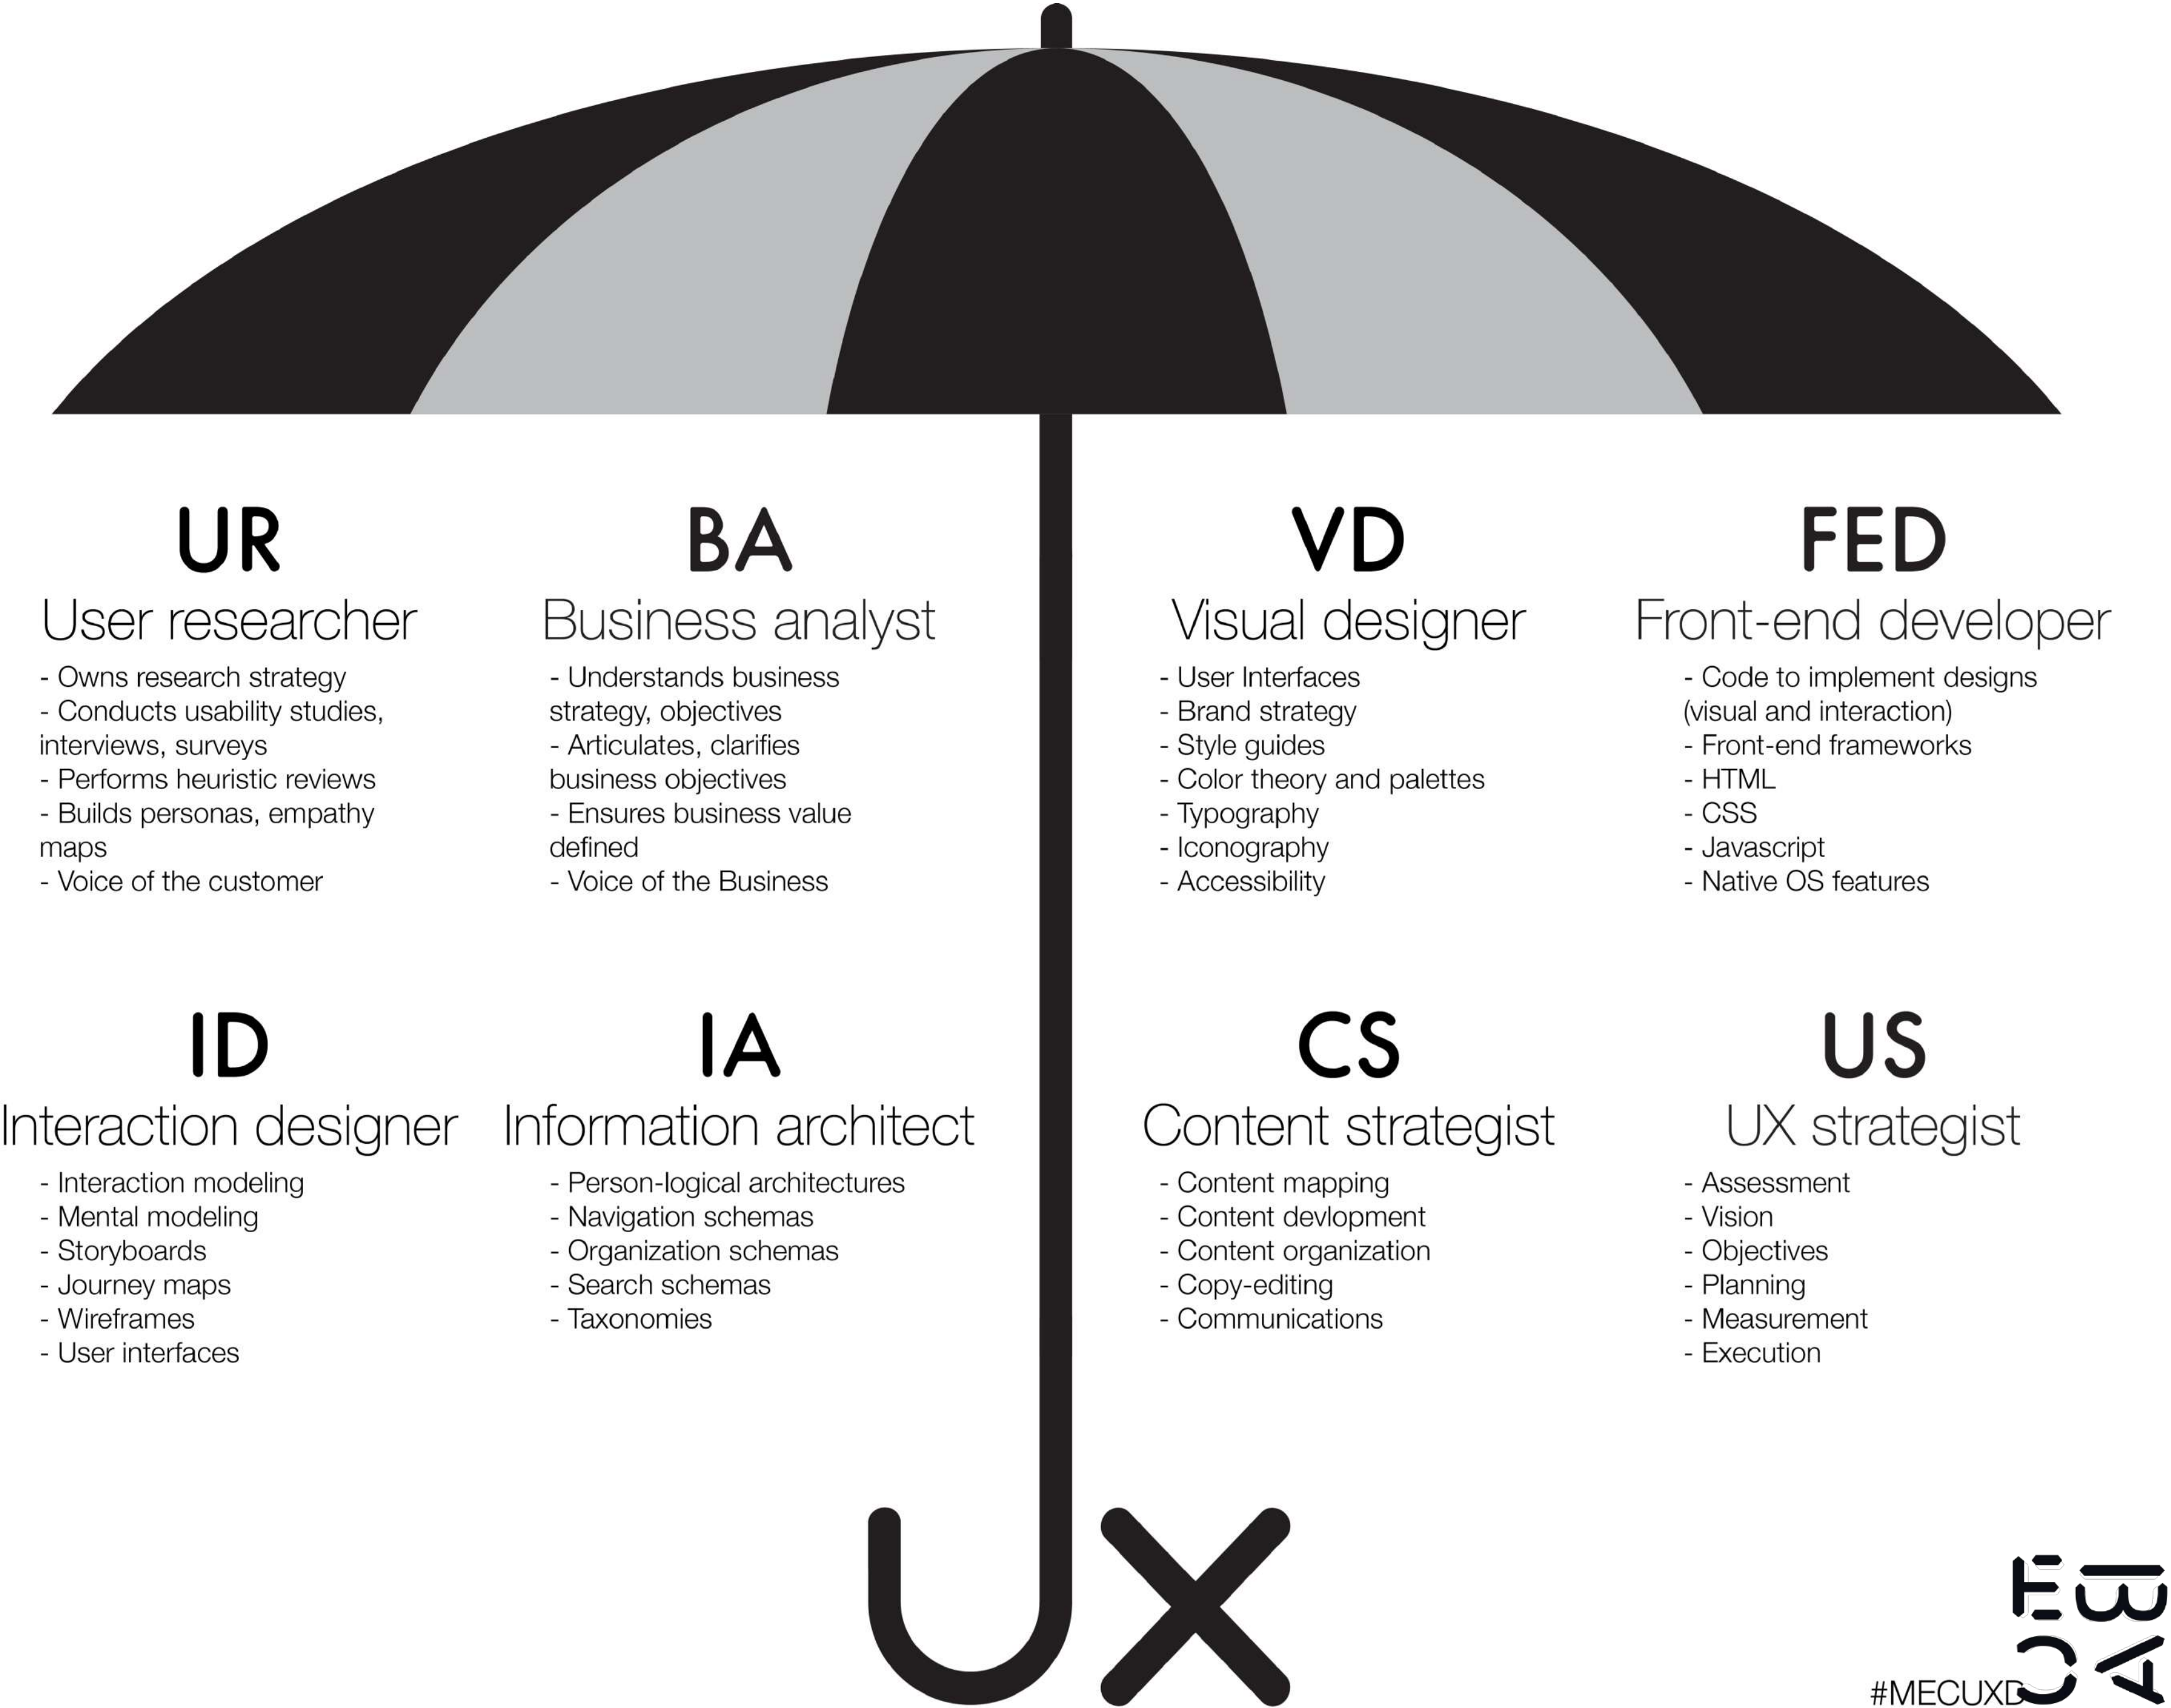 UR
User researcher
- Owns research strategy
- Conducts usability studies,
interviews, surveys
- Performs heuristic reviews
- Builds personas, empathy
maps
- Voice of the customer
BA
Business analyst
- Understands business
strategy, objectives
- Articulates, clarifies
business objectives
- Ensures business value
defined
- Voice of the Business
VD
Visual designer
- User Interfaces
- Brand strategy
- Style guides
- Color theory and palettes
- Typography
- Iconography
- Accessibility
FED
Front-end developer
- Code to implement designs
(visual and interaction)
- Front-end frameworks
- HTML
- CSS
- Javascript
- Native OS features
ID
Interaction designer
- Interaction modeling
- Mental modeling
- Storyboards
- Journey maps
- Wireframes
- User interfaces
IA
Information architect
- Person-logical architectures
- Navigation schemas
- Organization schemas
- Search schemas
- Taxonomies
CS
Content strategist
- Content mapping
- Content devlopment
- Content organization
- Copy-editing
- Communications
US
UX strategist
- Assessment
- Vision
- Objectives
- Planning
- Measurement
- Execution
UX
#MECUXD